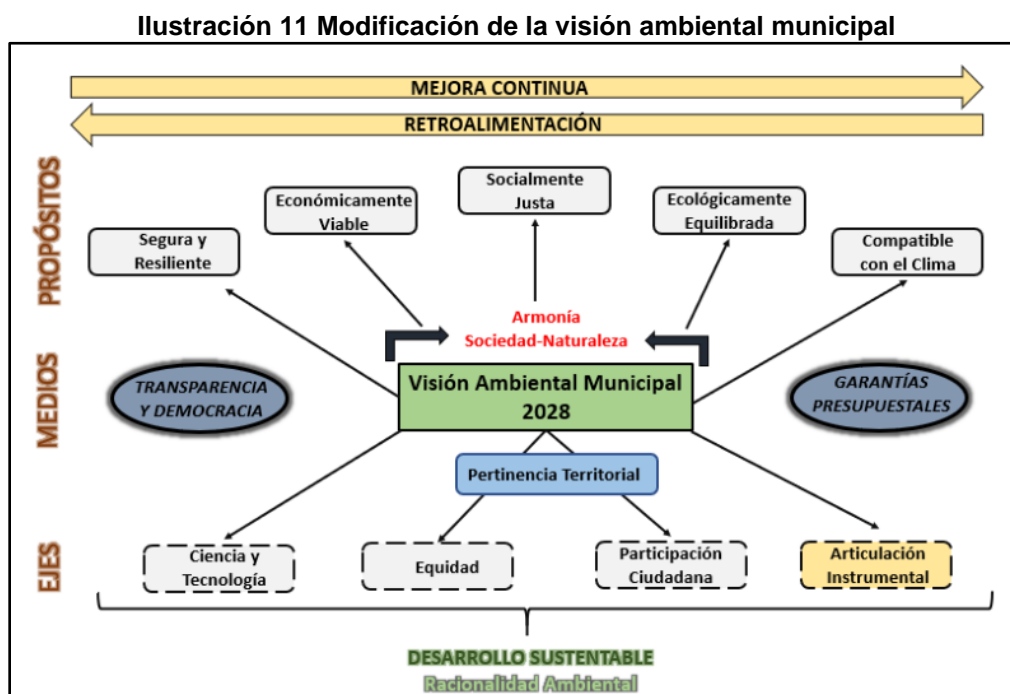 Ilustración 11 Modificación de la visión ambiental municipal
MEJORA CONTINUA
RETROALIMENTACIÓN
PROPÓSITOS
Segura y
Resiliente
Económicamente
Viable
Socialmente
Justa
Ecológicamente
Equilibrada
Compatible
con el Clima
Armonía
Sociedad-Naturaleza
MEDIOS
TRANSPARENCIA
Y DEMOCRACIA
Visión Ambiental Municipal
2028
GARANTÍAS
PRESUPUESTALES
Pertinencia Territorial
EJES
Ciencia y
Tecnología
Equidad
Participación
Ciudadana
Articulación
Instrumental
DESARROLLO SUSTENTABLE
Racionalidad Ambiental